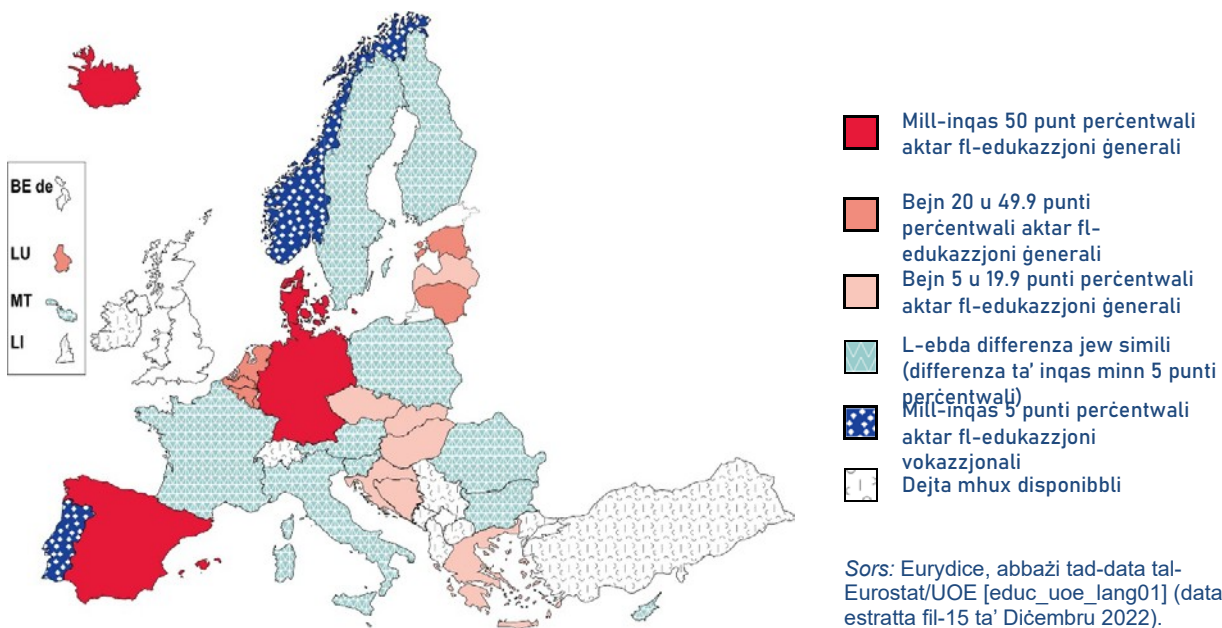 BE de
LU
MT
LI
Mill-inqas 50 punt perċentwali
aktar fl-edukazzjoni ġenerali
Bejn 20 u 49.9 punti
perċentwali aktar fl-
edukazzjoni ġenerali
Bejn 5 u 19.9 punti perċentwali
aktar fl-edukazzjoni ġenerali
L-ebda differenza jew simili
(differenza ta' inqas minn 5 punti
perċentwali)
Mill-inqas 5 punti perċentwali
aktar fl-edukazzjoni
vokazzjonali
Dejta mhux disponibbli
Sors: Eurydice, abbażi tad-data tal-
Eurostat/UOE [educ_uoe_lang01] (data
estratta fil-15 ta' Diċembru 2022).